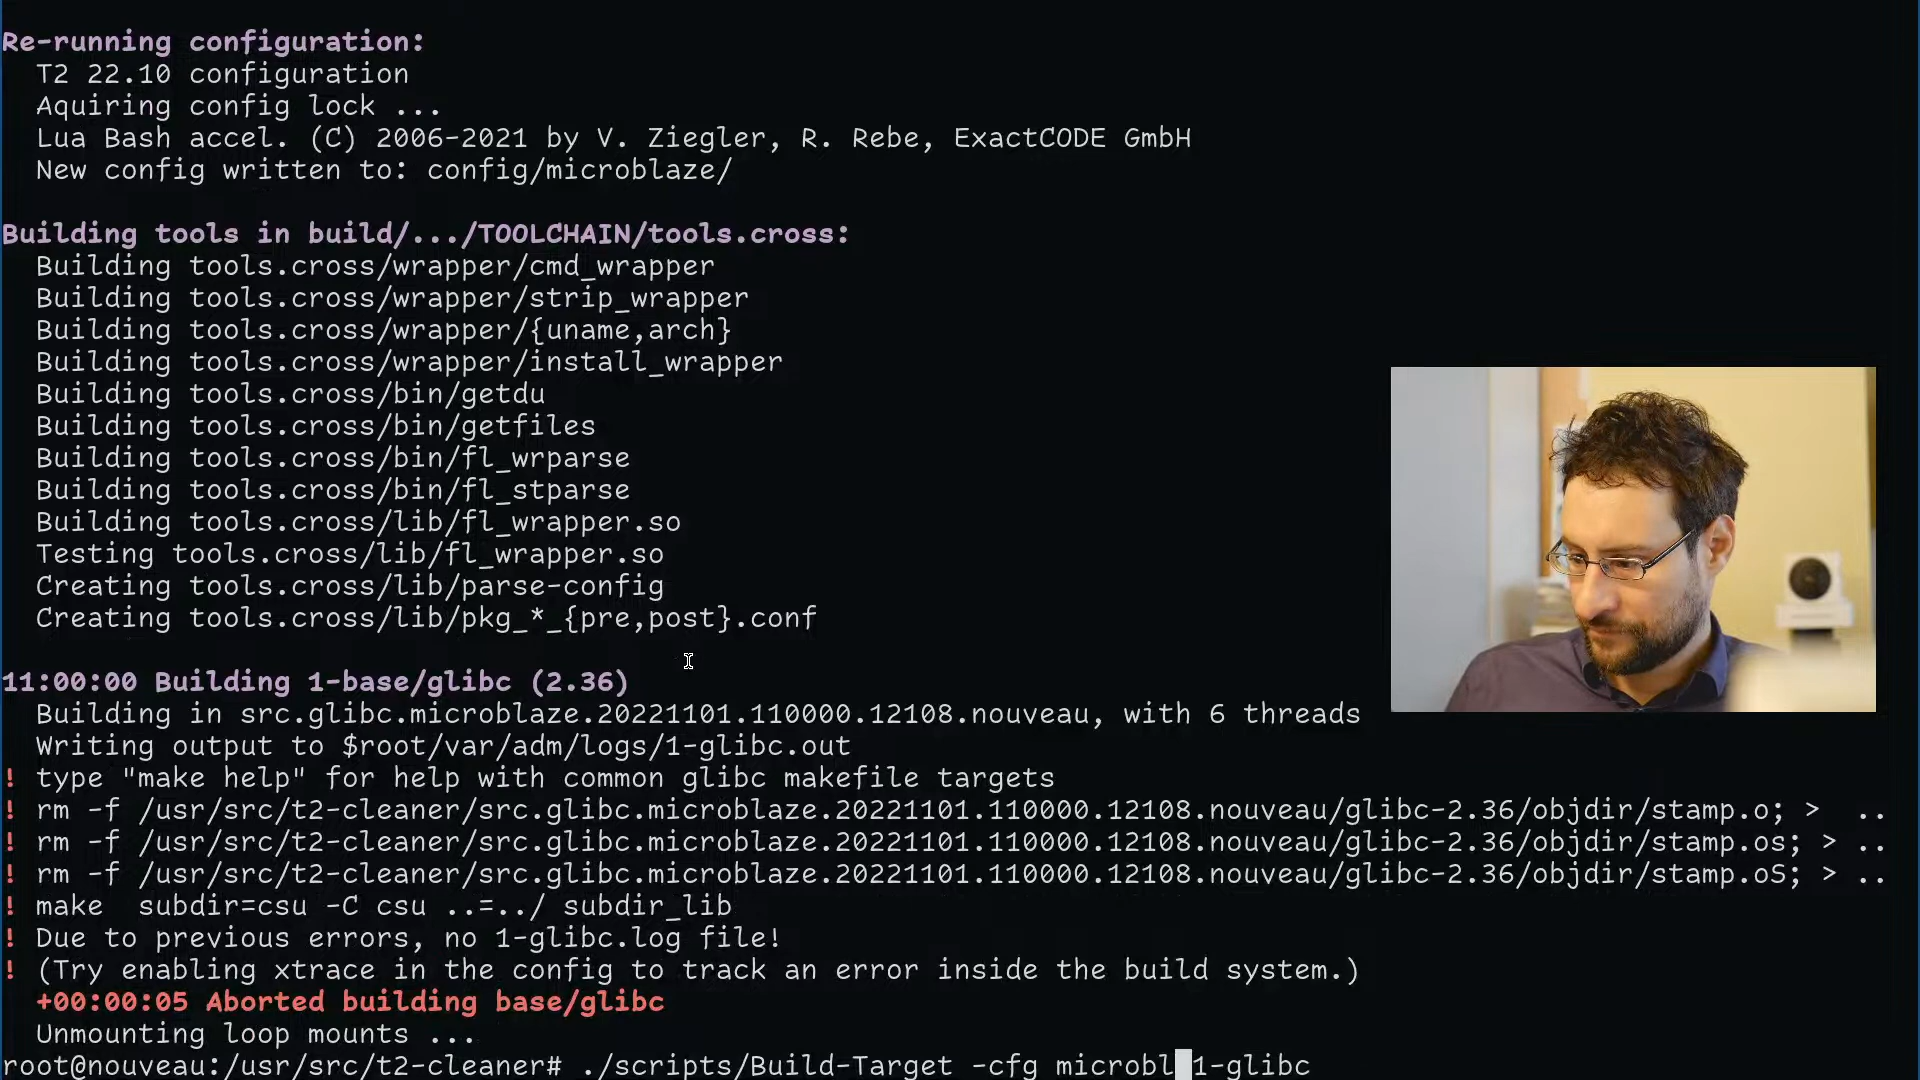 Re-running configuration:
T2 22.10 configuration
Aquiring config lock ...
Lua Bash accel. (C) 2006-2021 by V. Ziegler, R. Rebe, ExactCODE GmbH
New config written to: config/microblaze/
Building tools in build/.../TOOLCHAIN/tools.cross:
Building tools.cross/wrapper/cmd_wrapper
Building tools.cross/wrapper/strip_wrapper
Building tools.cross/wrapper/{uname,arch}
Building tools.cross/wrapper/install_wrapper
Building tools.cross/bin/getdu
Building tools.cross/bin/getfiles
Building tools.cross/bin/fl_wrparse
Building tools.cross/bin/fl_stparse
Building tools.cross/lib/fl_wrapper.so
Testing tools.cross/lib/fl_wrapper.so
Creating tools.cross/lib/parse-config
Creating tools.cross/lib/pkg_*_{pre,post}.conf
11:00:00 Building 1-base/glibc (2.36)
Building in src.glibc.microblaze.20221101.110000.12108.nouveau, with 6 threads
Writing output to $root/var/adm/logs/1-glibc.out
! type "make help" for help with common glibc makefile targets
! rm -f /usr/src/t2-cleaner/src.glibc.microblaze.20221101.110000.12108.nouveau/glibc-2.36/objdir/stamp.o; > ..
! rm -f /usr/src/t2-cleaner/src.glibc.microblaze.20221101.110000.12108.nouveau/glibc-2.36/objdir/stamp.os; > ..
! rm -f /usr/src/t2-cleaner/src.glibc.microblaze.20221101.110000.12108.nouveau/glibc-2.36/objdir/stamp.oS; > ..
! make  subdir=csu -C csu ..=../ subdir_lib
! Due to previous errors, no 1-glibc.log file!
! (Try enabling xtrace in the config to track an error inside the build system.)
+00:00:05 Aborted building base/glibc
Unmounting loop mounts ...
root@nouveau:/usr/src/t2-cleaner# ./scripts/Build-Target -cfg microbl 1-glibc